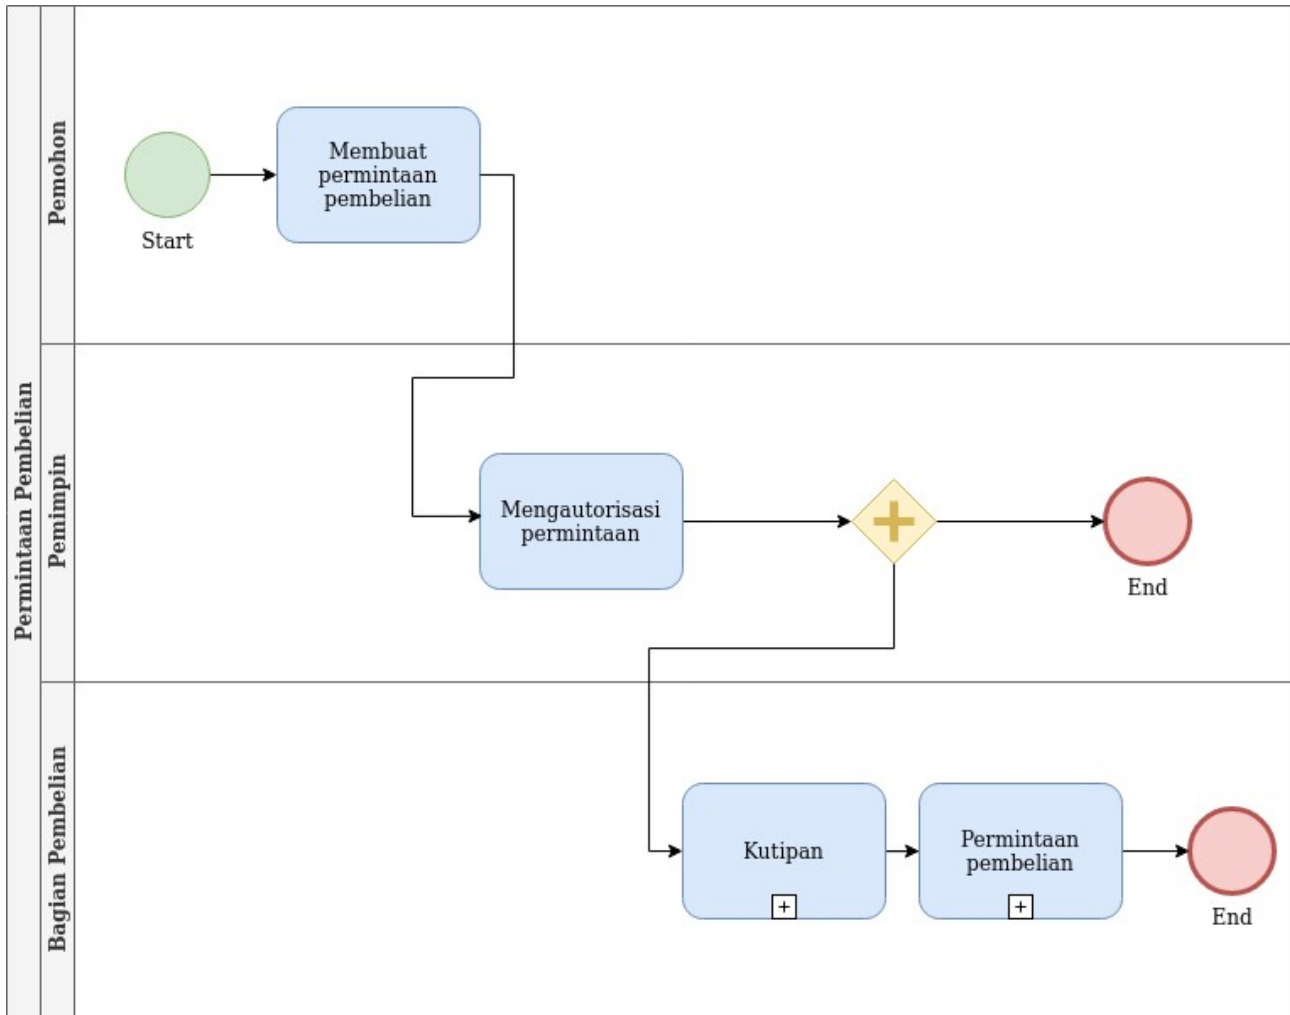 Permintaan Pembelian
Pemohon
Start
Membuat
permintaan
pembelian
Pemimpin
Mengautorisasi
permintaan
End
Bagian Pembelian
Kutipan
Permintaan
pembelian
End